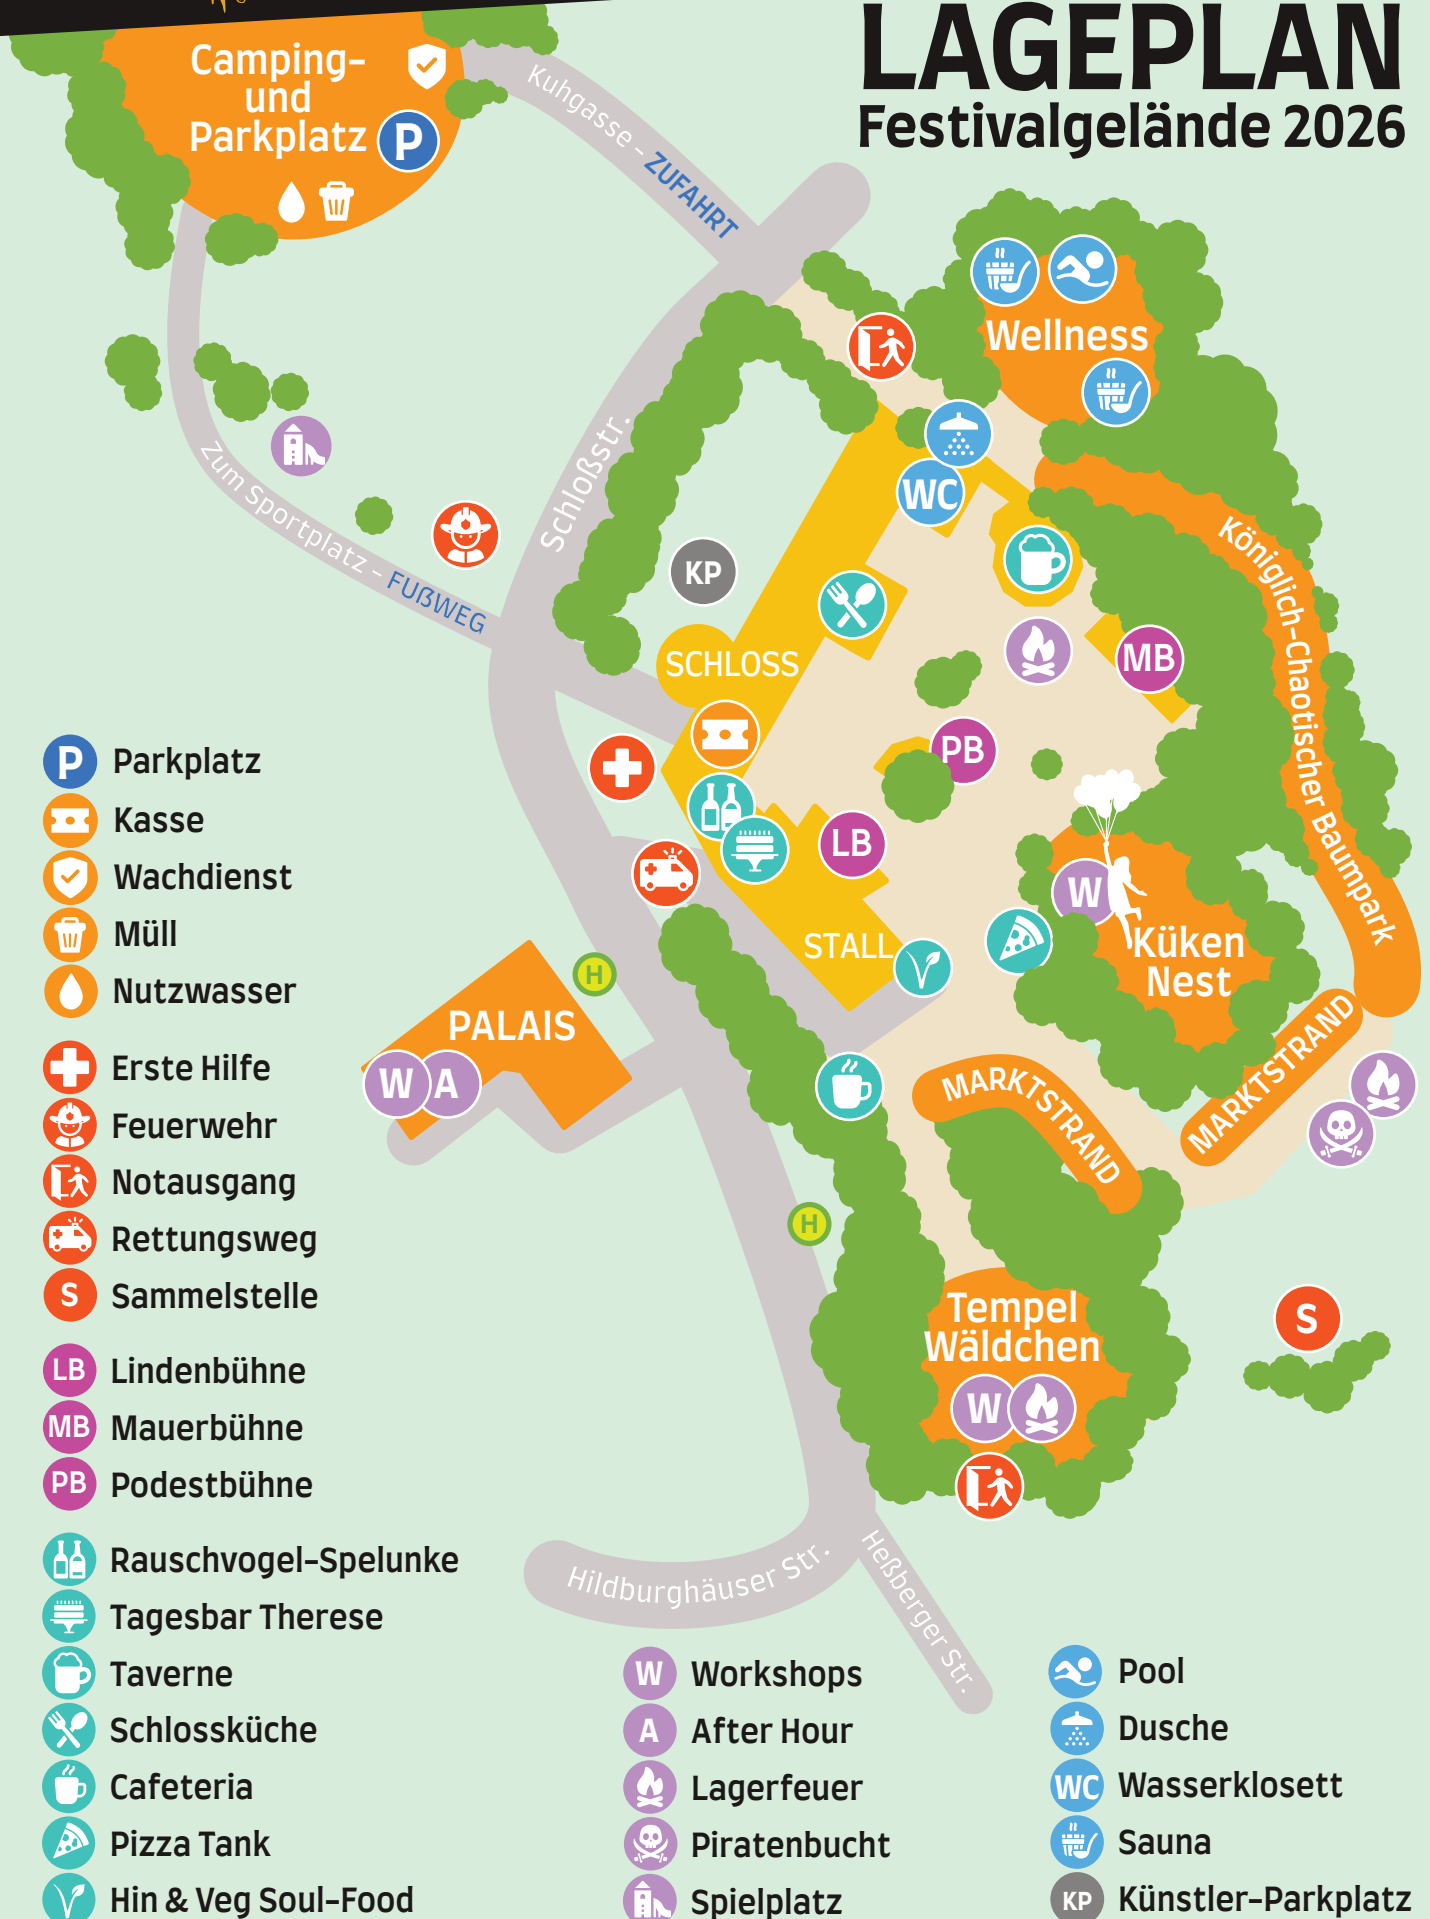 LAGEPLAN
Festivalgelände 2026
Camping-
und
Parkplatz
P
Kuhgasse - ZUFAHRT
Wellness
Schloßstr.
Zum Sportplatz - FUßWEG
WC
KP
Königlich-Chaotischer Baumpark
SCHLOSS
MB
PB
LB
W
STALL
Küken
Nest
H
PALAIS
W
A
MARKTSTRAND
MARKTSTRAND
H
Tempel
Wäldchen
W
S
Hildburghäuser Str.
Heßberger Str.
P Parkplatz
Kasse
Wachdienst
Müll
Nutzwasser
Erste Hilfe
Feuerwehr
Notausgang
Rettungsweg
S Sammelstelle
LB Lindenbühne
MB Mauerbühne
PB Podestbühne
Rauschvogel-Spelunke
Tagesbar Therese
Taverne
Schlossküche
Cafeteria
Pizza Tank
Hin & Veg Soul-Food
W Workshops
A After Hour
Lagerfeuer
Piratenbucht
Spielplatz
Pool
Dusche
WC Wasserklosett
Sauna
KP Künstler-Parkplatz